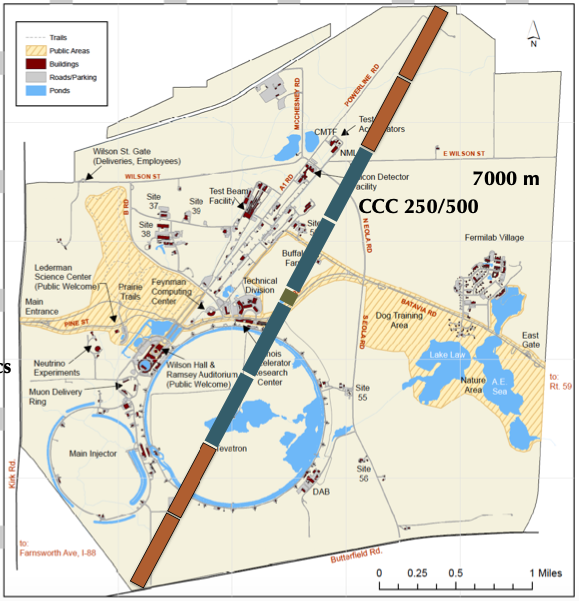 Trails
Public Areas
Buildings
Roads/Parking
Ponds
N
POWERLINE RD
MCCHESNEY RD
CMTF
Test
Accelerators
NML
E WILSON ST
Wilson St. Gate
(Deliveries, Employees)
WILSON ST
7000 m
CCC 250/500
Silicon Detector
Facility
A1 RD
Test Beam
Facility
B RD
Site
37
Site
39
Site
38
Site
N EOLA RD
Fermilab Village
Buffalo
Farm
Lederman
Science Center
(Public Welcome)
Prairie
Trails
Feynman
Computing
Center
Technical
Division
Main
Entrance
PINE ST
BATAVIA RD
Dog Training
Area
S EOLA RD
East
Gate
cs
Neutrino
Experiments
Wilson Hall &
Ramsey Auditorium
(Public Welcome)
Illinois
Accelerator
Research
Center
Lake Law
Nature
Area
A.E.
Sea
to:
Rt. 59
Muon Delivery
Ring
Site
55
Main Injector
Tevatron
Site
56
DAB
Kirk Rd.
to:
Farnsworth Ave, I-88
Butterfield Rd.
0 0.25 0.5 1 Miles